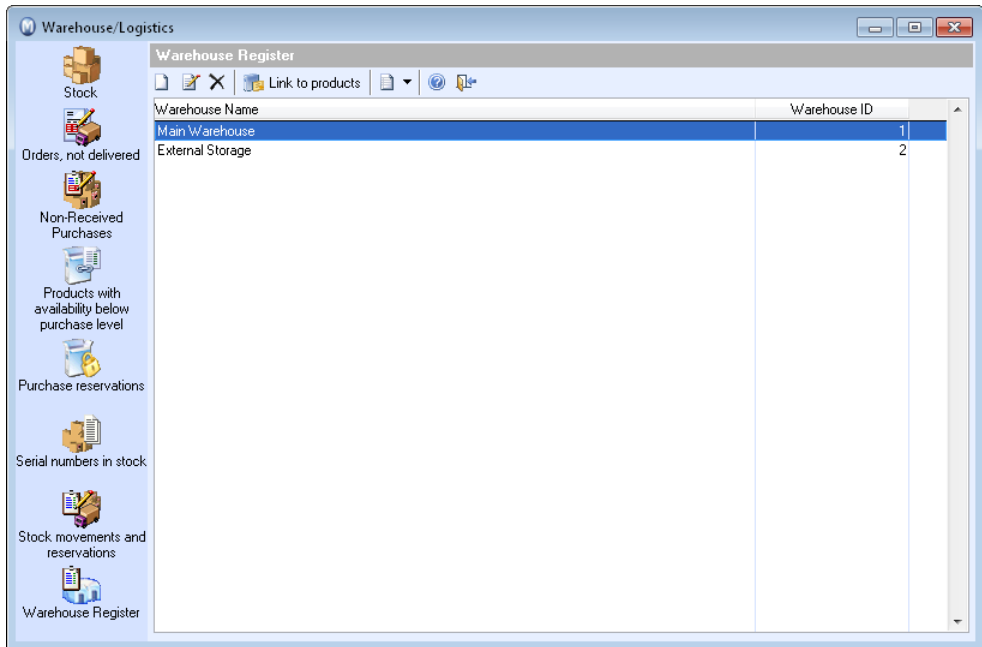 Warehouse/Logistics
Stock
Orders, not delivered
Non-Received
Purchases
Products with
availability below
purchase level
Purchase reservations
Serial numbers in stock
Stock movements and
reservations
Warehouse Register
Warehouse Register
Link to products
Warehouse Name Warehouse ID
Main Warehouse 1
External Storage 2